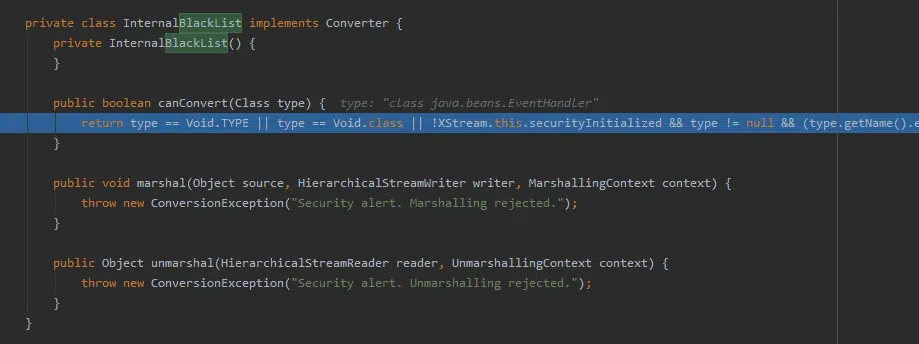 private class InternalBlackList implements Converter {
private InternalBlackList() {
}
public boolean canConvert(Class type) { type: "class java.beans.EventHandler"
return type == Void.TYPE || type == Void.class || !XStream.this.securityInitialized && type != null && (type.getName().e
}
public void marshal(Object source, HierarchicalStreamWriter writer, MarshallingContext context) {
throw new ConversionException("Security alert. Marshalling rejected.");
}
public Object unmarshal(HierarchicalStreamReader reader, UnmarshallingContext context) {
throw new ConversionException("Security alert. Unmarshalling rejected.");
}
}